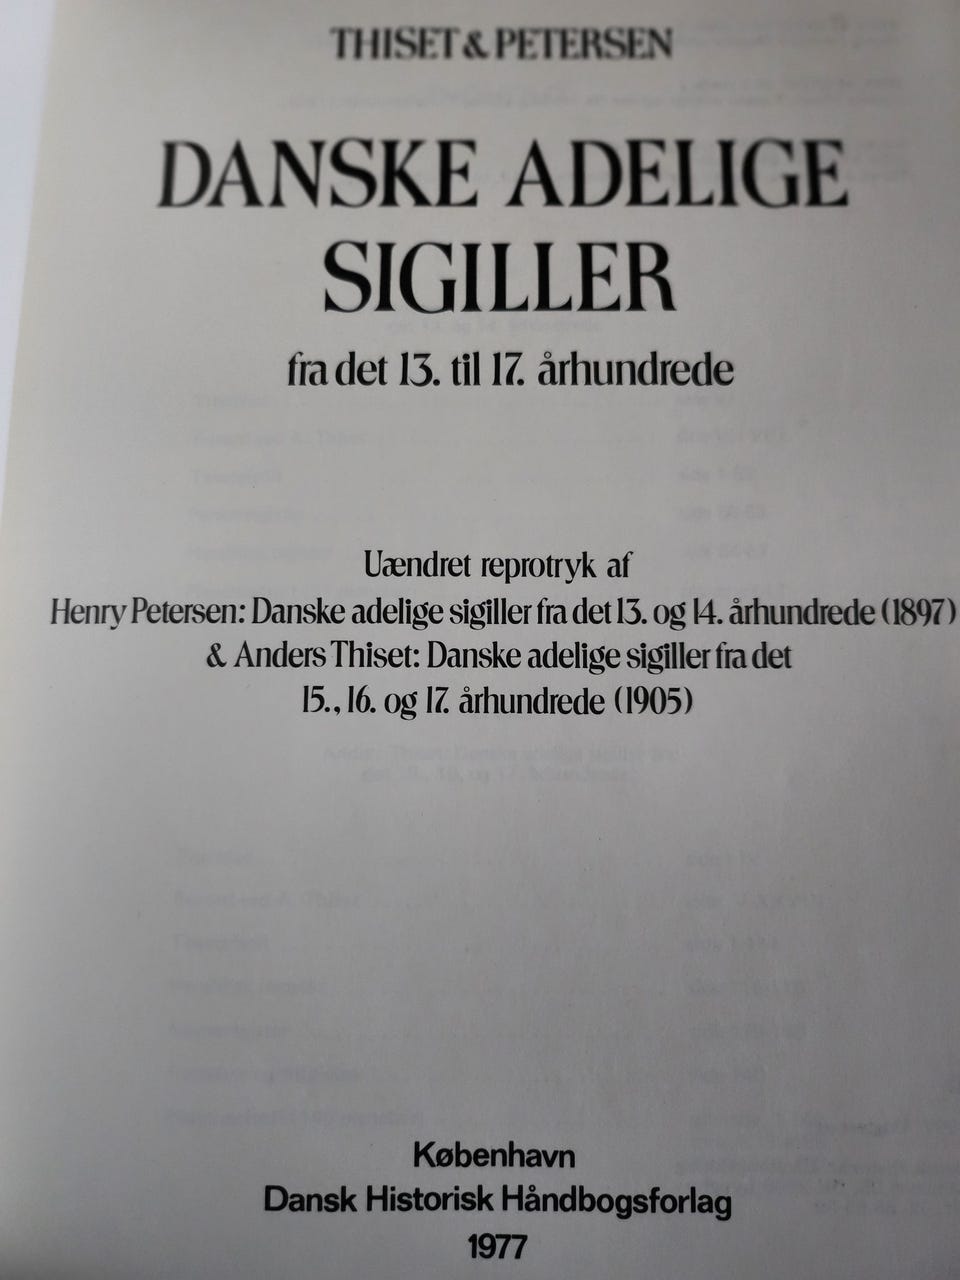 THISET & PETERSEN
DANSKE ADELIGE
SIGILLER
fra det 13. til 17. århundrede
Uændret reprotryk af
Henry Petersen: Danske adelige sigiller fra det 13. og 14. århundrede (1897)
& Anders Thiset: Danske adelige sigiller fra det
15., 16. og 17. århundrede (1905)
København
Dansk Historisk Håndbogsforlag
1977